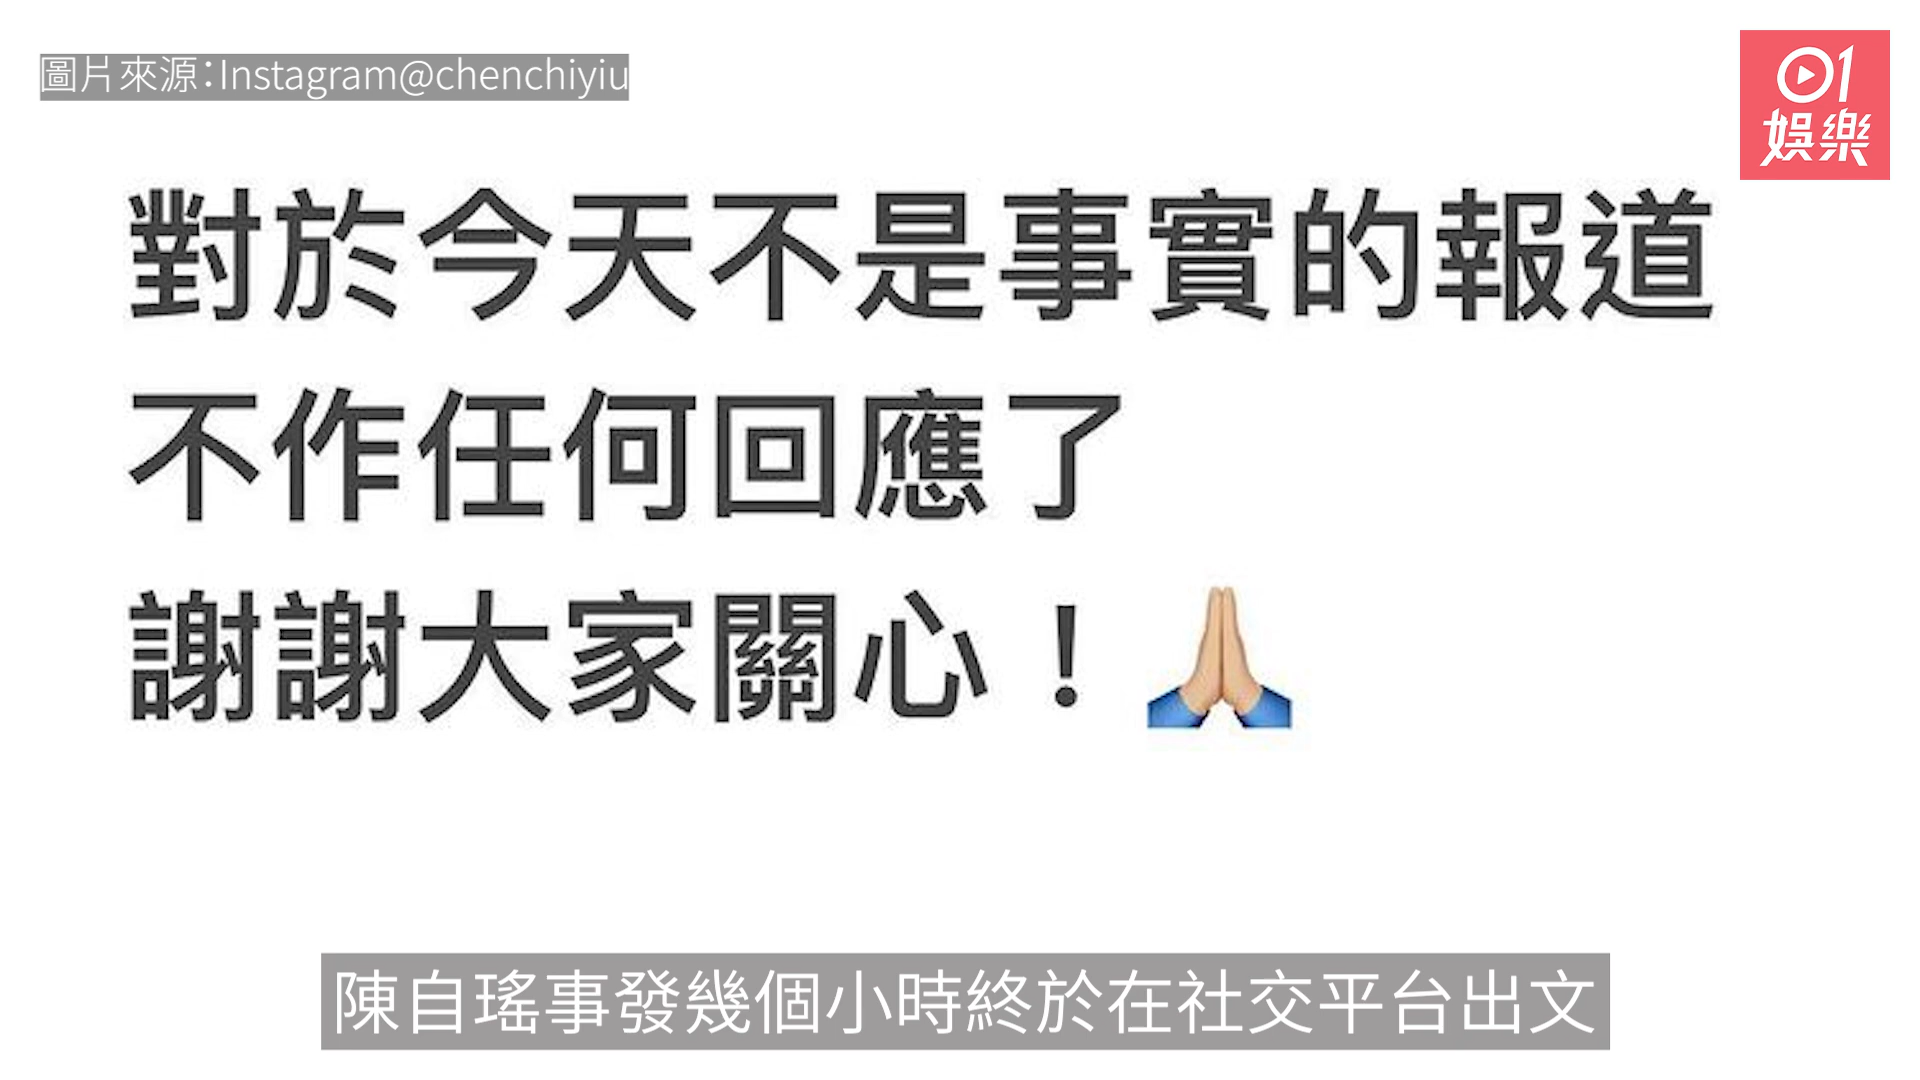 圖片來源：Instagram@chenchiyiu
01
娛樂
對於今天不是事實的報道
不作任何回應了
謝謝大家關心！🙏🏼
陳自瑤事發幾個小時終於在社交平台出文